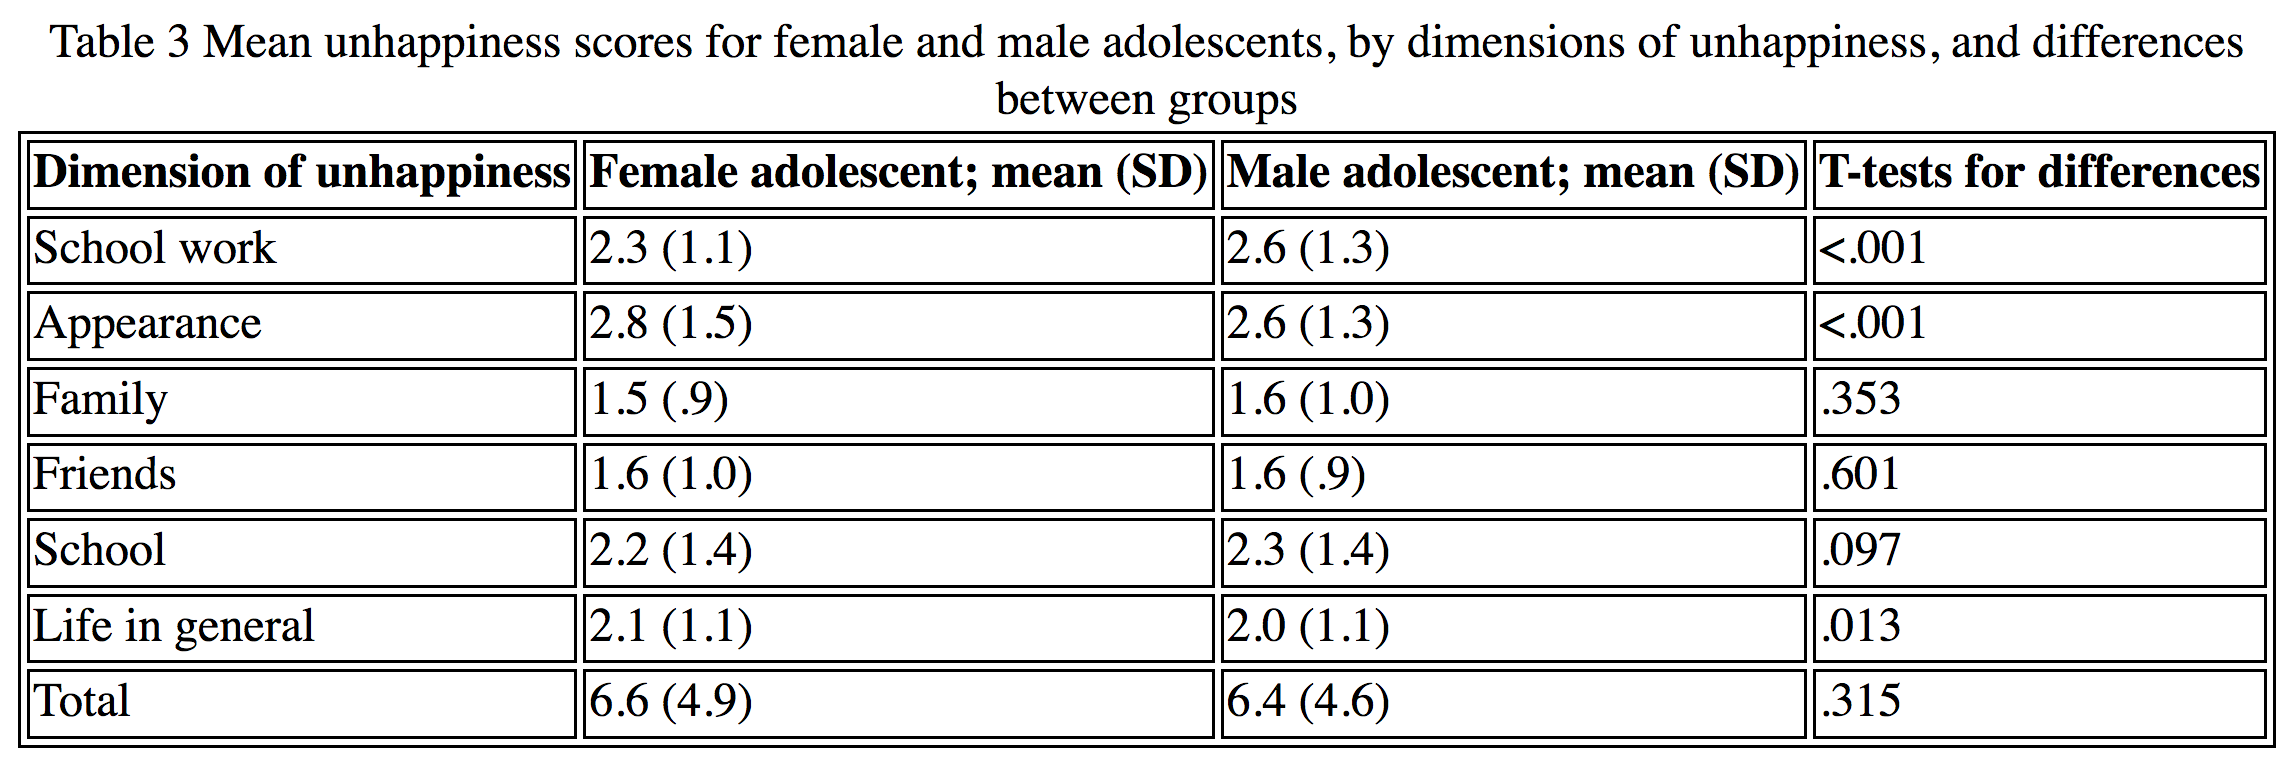 Table 3 Mean unhappiness scores for female and male adolescents, by dimensions of unhappiness, and differences
between groups
Dimension of unhappiness Female adolescent; mean (SD) Male adolescent; mean (SD) T-tests for differences
School work 2.3 (1.1) 2.6 (1.3) <.001
Appearance 2.8 (1.5) 2.6 (1.3) <.001
Family 1.5 (.9) 1.6 (1.0) .353
Friends 1.6 (1.0) 1.6 (.9) .601
School 2.2 (1.4) 2.3 (1.4) .097
Life in general 2.1 (1.1) 2.0 (1.1) .013
Total 6.6 (4.9) 6.4 (4.6) .315